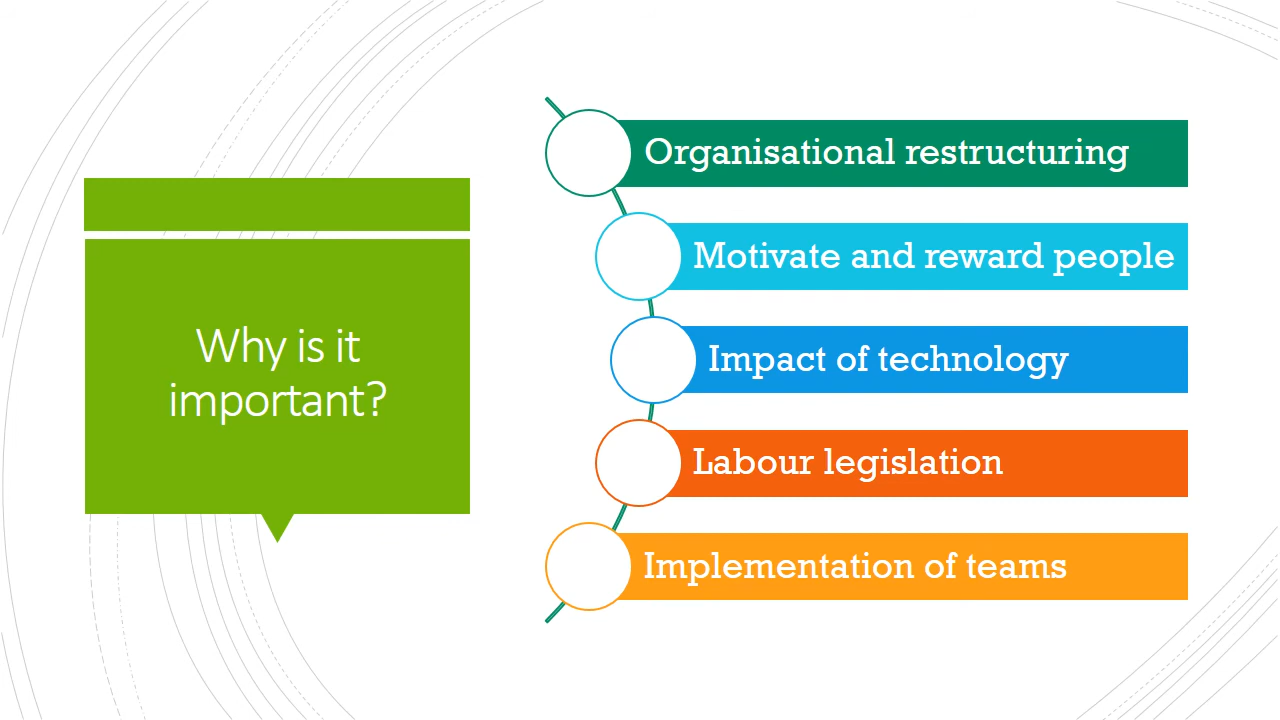 Why is it
important?
Organisational restructuring
Motivate and reward people
Impact of technology
Labour legislation
Implementation of teams